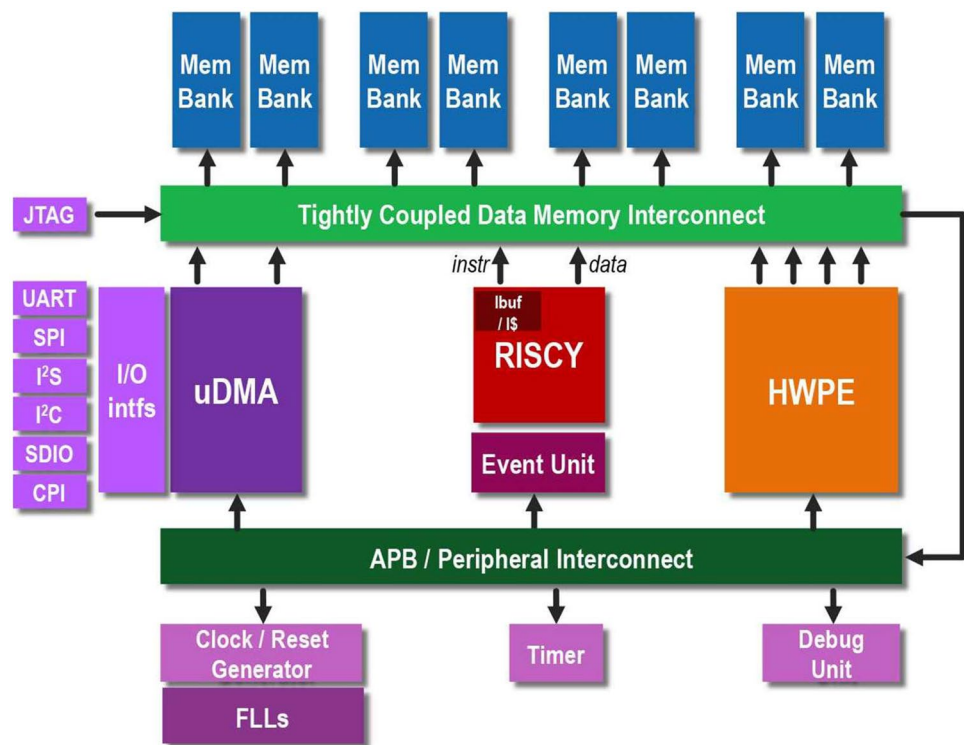 Mem
Bank
Mem
Bank
Mem
Bank
Mem
Bank
Mem
Bank
Mem
Bank
Mem
Bank
Mem
Bank
JTAG
Tightly Coupled Data Memory Interconnect
instr
data
UART
SPI
I²S
I²C
SDIO
CPI
I/O
intfs
uDMA
Ibuf
/ I$
RISCY
Event Unit
HWPE
APB / Peripheral Interconnect
Clock / Reset
Generator
FLLs
Timer
Debug
Unit